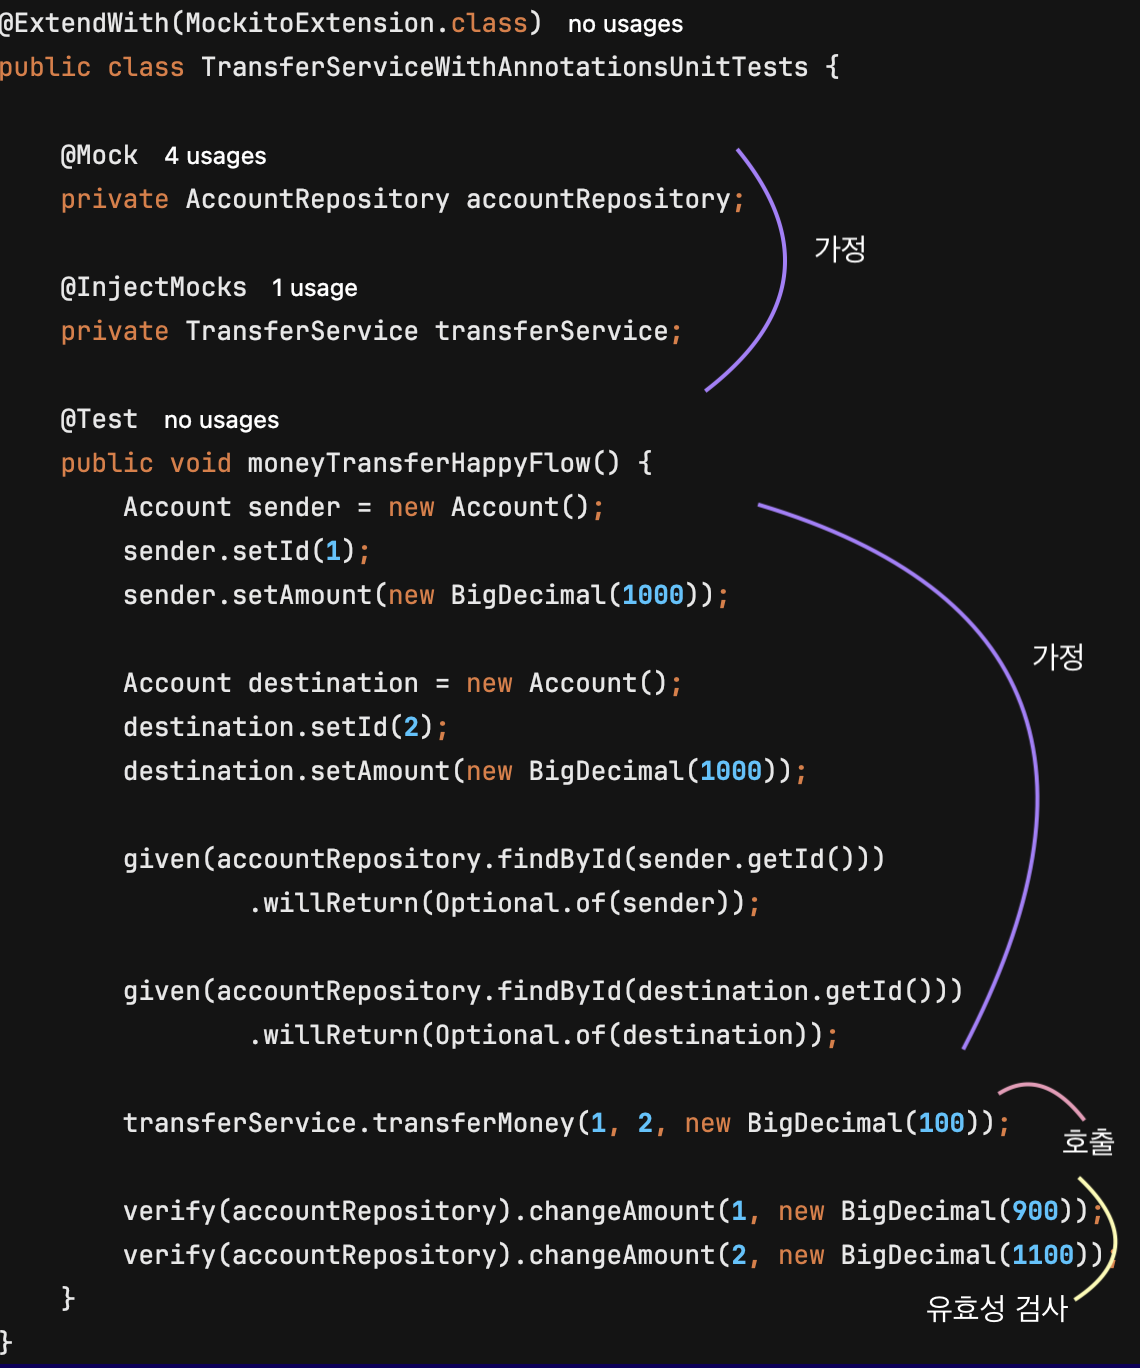 @ExtendWith(MockitoExtension.class) no usages
public class TransferServiceWithAnnotationsUnitTests {
@Mock 4 usages
private AccountRepository accountRepository;
가정
@InjectMocks 1 usage
private TransferService transferService;
@Test no usages
public void moneyTransferHappyFlow() {
Account sender = new Account();
sender.setId(1);
sender.setAmount(new BigDecimal(1000));
가정
Account destination = new Account();
destination.setId(2);
destination.setAmount(new BigDecimal(1000));
given(accountRepository.findById(sender.getId()))
.willReturn(Optional.of(sender));
given(accountRepository.findById(destination.getId()))
.willReturn(Optional.of(destination));
transferService.transferMoney(1, 2, new BigDecimal(100));
호출
verify(accountRepository).changeAmount(1, new BigDecimal(900));
verify(accountRepository).changeAmount(2, new BigDecimal(1100));
}
유효성 검사
}